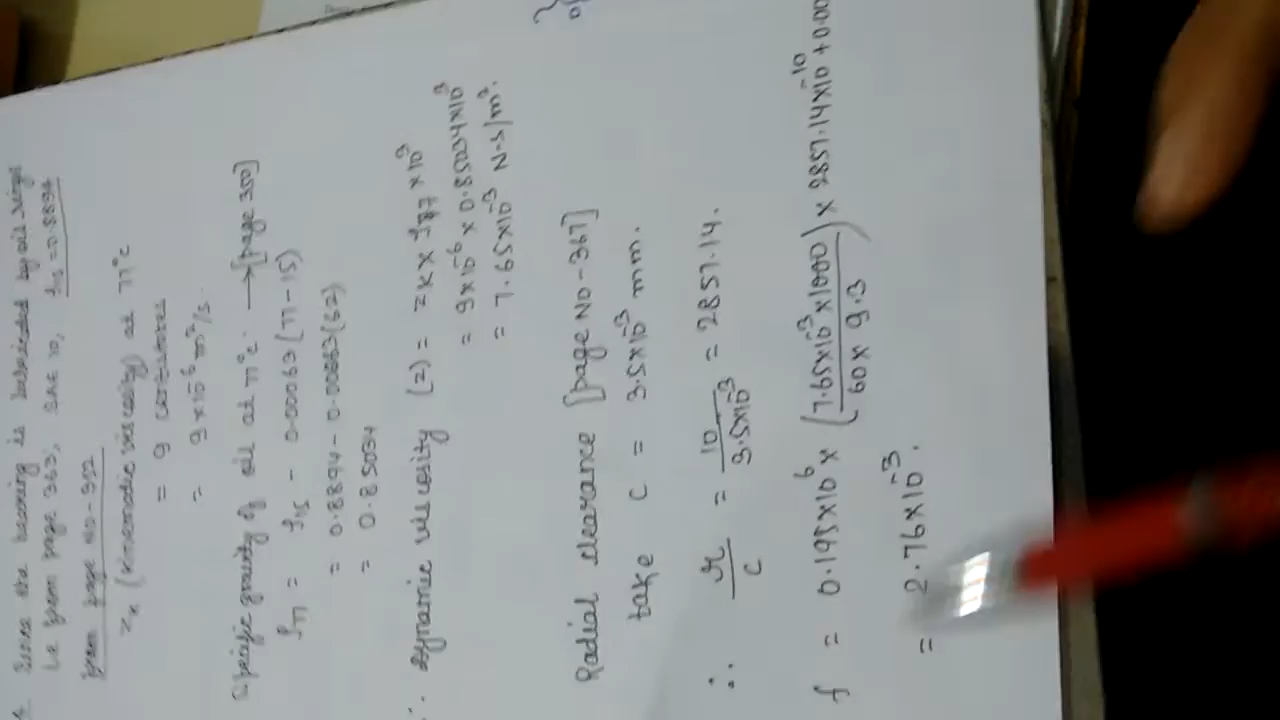 Since the bearing is lubricated by oil rings
i.e from page 363, SAE 10, ρ15 = 0.8894
from page NO-352
Zk (kinematic viscosity) at 77°C
= 9 centistokes
= 9×10⁻⁶ m²/s.
Specific gravity of oil at 77°C. → [page 350]
ρ77 = ρ15 - 0.00063 (77-15)
= 0.8894 - 0.00063(62)
= 0.85034
∴ dynamic viscosity (Z) = Zk × ρ77 × 10³
= 9×10⁻⁶ × 0.85034×10³
= 7.65×10⁻³ N-s/m².
Radial clearance [page NO-367]
take C = 3.5×10⁻³ mm.
∴ r/C = 10/3.5×10⁻³ = 2857.14.
f = 0.195×10⁶ × (7.65×10⁻³×1000/60×9.3) × 2857.14×10⁻¹⁰ + 0.00
= 2.76×10⁻³.